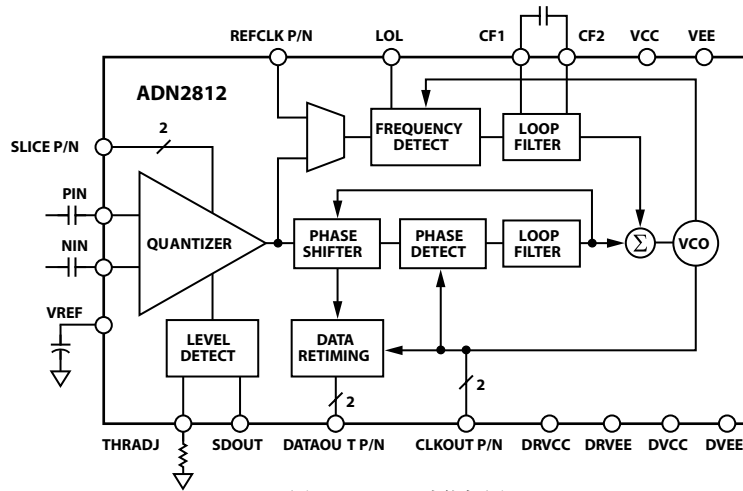 REFCLK P/N LOL CF1 CF2 VCC VEE
ADN2812
SLICE P/N 2
FREQUENCY
DETECT
LOOP
FILTER
PIN
NIN
QUANTIZER
PHASE
SHIFTER
PHASE
DETECT
LOOP
FILTER
Σ
VCO
VREF
LEVEL
DETECT
DATA
RETIMING
2
2
THRADJ SDOUT DATAOU T P/N CLKOUT P/N DRVCC DRVEE DVCC DVEE